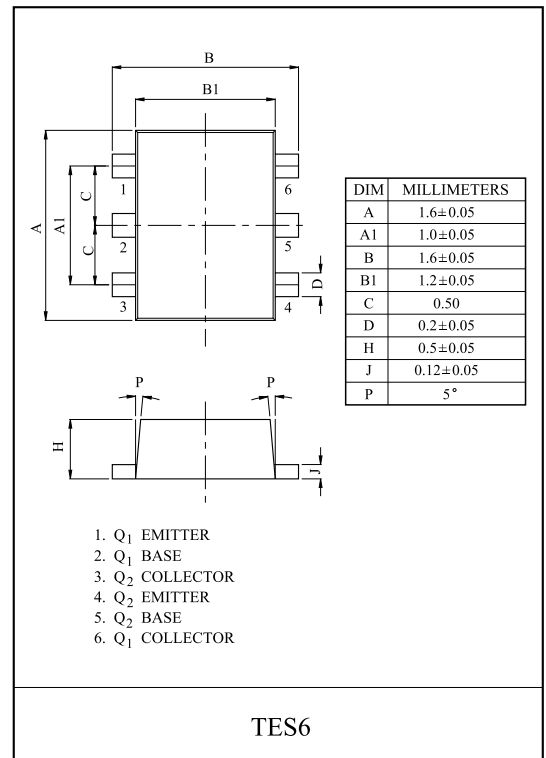 B
B1
1
6
C
A
A1
2
5
C
D
3
4
DIM MILLIMETERS
A 1.6±0.05
A1 1.0±0.05
B 1.6±0.05
B1 1.2±0.05
C 0.50
D 0.2±0.05
H 0.5±0.05
J 0.12±0.05
P 5°
P P
H
J
1. Q1 EMITTER
2. Q1 BASE
3. Q2 COLLECTOR
4. Q2 EMITTER
5. Q2 BASE
6. Q1 COLLECTOR
TES6